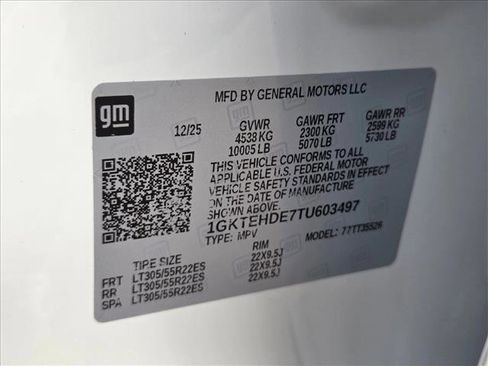 gm
MFD BY GENERAL MOTORS LLC
12/25 GVWR GAWR FRT GAWR RR
4538 KG 2300 KG 2599 KG
10005 LB 5070 LB 5730 LB
THIS VEHICLE CONFORMS TO ALL
APPLICABLE U.S. FEDERAL MOTOR
VEHICLE SAFETY STANDARDS IN EFFECT
ON THE DATE OF MANUFACTURE
SHOWN ABOVE.
1GKTEHDE7TU603497
TYPE: MPV MODEL: 77TT35526
TIRE SIZE RIM
FRT LT305/55R22ES 22X9.5J
RR LT305/55R22ES 22X9.5J
SPA LT305/55R22ES 22X9.5J